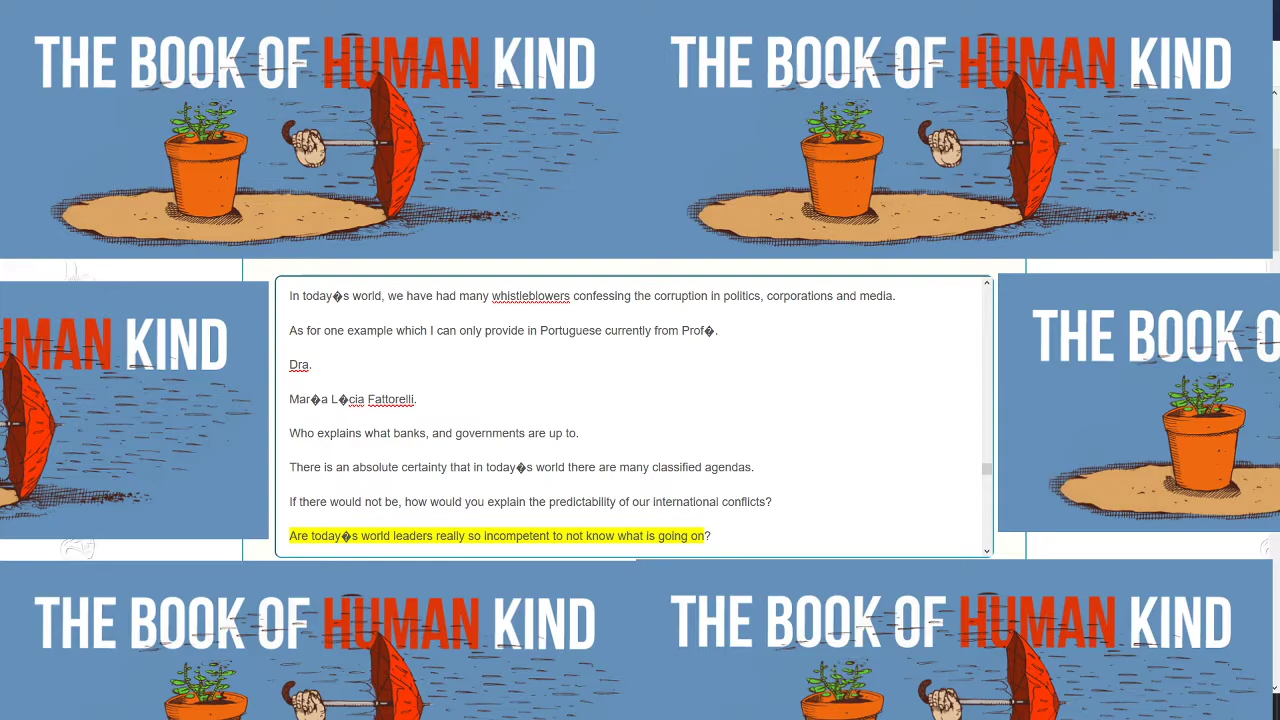 THE BOOK OF HUMAN KIND
THE BOOK OF HUMAN KIND
In today�s world, we have had many whistleblowers confessing the corruption in politics, corporations and media.
As for one example which I can only provide in Portuguese currently from Prof�.
Dra.
Mar�a L�cia Fattorelli.
Who explains what banks, and governments are up to.
There is an absolute certainty that in today�s world there are many classified agendas.
If there would not be, how would you explain the predictability of our international conflicts?
Are today�s world leaders really so incompetent to not know what is going on?
UMAN KIND
THE BOOK O
THE BOOK OF HUMAN KIND
THE BOOK OF HUMAN KIND